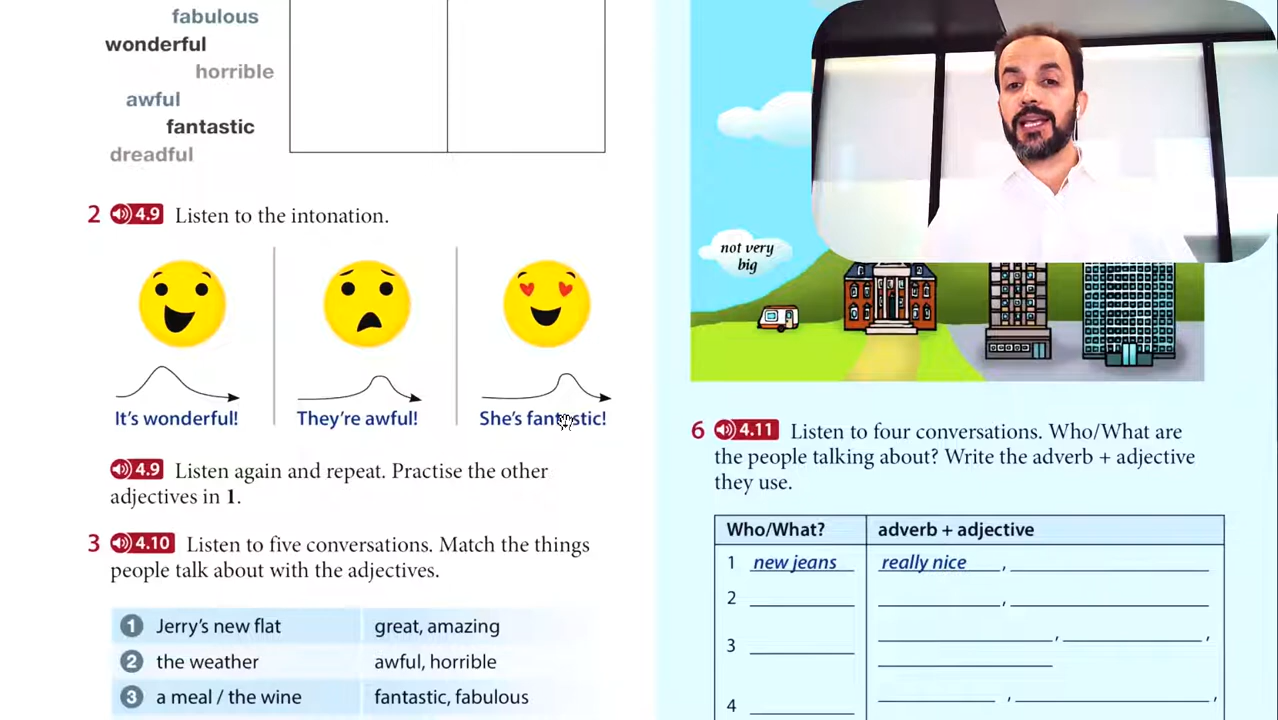 fabulous
wonderful
horrible
awful
fantastic
dreadful
2 4.9 Listen to the intonation.
It's wonderful!
They're awful!
She's fantastic!
4.9 Listen again and repeat. Practise the other
adjectives in 1.
3 4.10 Listen to five conversations. Match the things
people talk about with the adjectives.
1 Jerry's new flat great, amazing
2 the weather awful, horrible
3 a meal / the wine fantastic, fabulous
not very
big
6 4.11 Listen to four conversations. Who/What are
the people talking about? Write the adverb + adjective
they use.
Who/What? adverb + adjective
1 new jeans really nice ,
2 ,
3 , ,
4 , ,